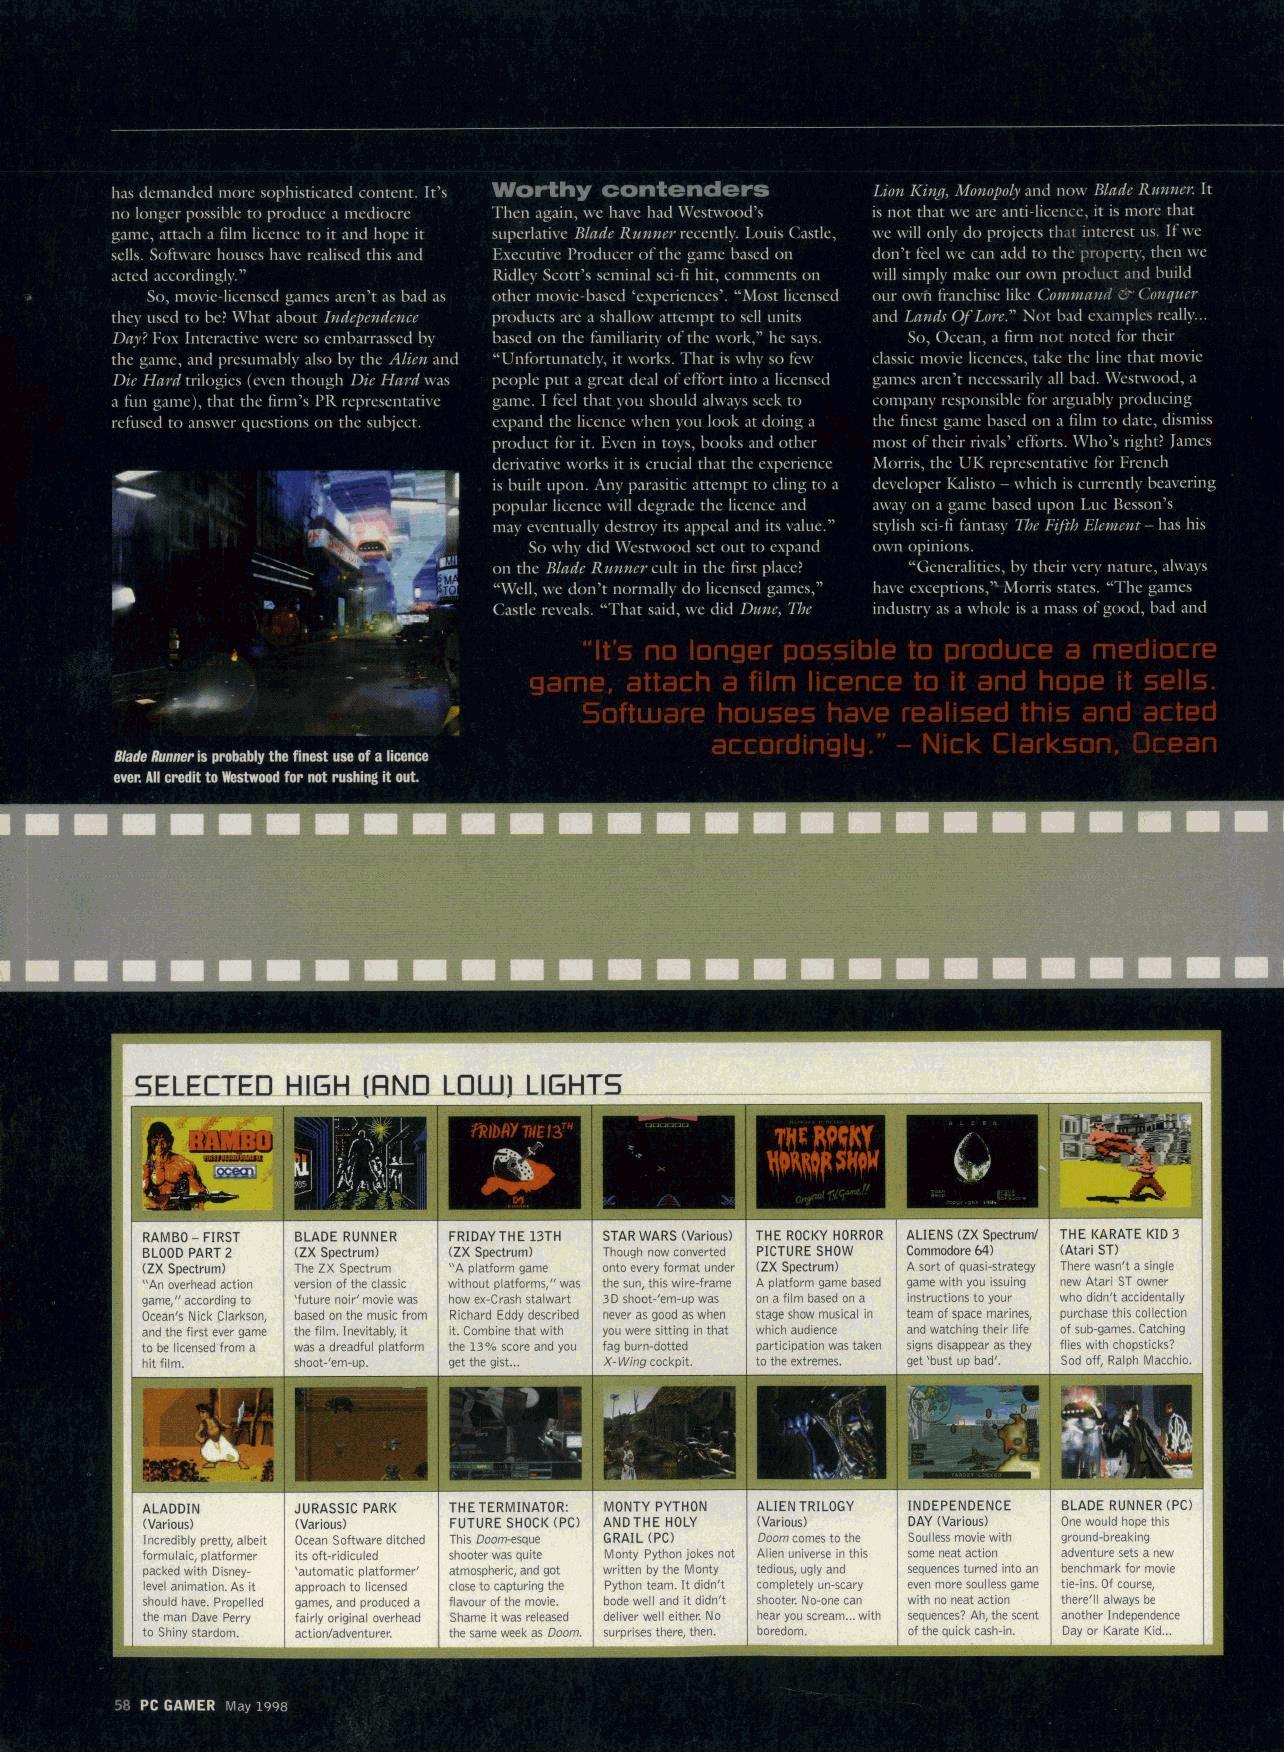 has demanded more sophisticated content. It's
no longer possible to produce a mediocre
game, attach a film licence to it and hope it
sells. Software houses have realised this and
acted accordingly."
So, movie-licensed games aren't as bad as
they used to be? What about Independence
Day? Fox Interactive were so embarrassed by
the game, and presumably also by the Alien and
Die Hard trilogies (even though Die Hard was
a fun game), that the firm's PR representative
refused to answer questions on the subject.
Blade Runner is probably the finest use of a licence
ever. All credit to Westwood for not rushing it out.
Worthy contenders
Then again, we have had Westwood's
superlative Blade Runner recently. Louis Castle,
Executive Producer of the game based on
Ridley Scott's seminal sci-fi hit, comments on
other movie-based 'experiences'. "Most licensed
products are a shallow attempt to sell units
based on the familiarity of the work," he says.
"Unfortunately, it works. That is why so few
people put a great deal of effort into a licensed
game. I feel that you should always seek to
expand the licence when you look at doing a
product for it. Even in toys, books and other
derivative works it is crucial that the experience
is built upon. Any parasitic attempt to cling to a
popular licence will degrade the licence and
may eventually destroy its appeal and its value."
So why did Westwood set out to expand
on the Blade Runner cult in the first place?
"Well, we don't normally do licensed games,"
Castle reveals. "That said, we did Dune, The
Lion King, Monopoly and now Blade Runner. It
is not that we are anti-licence, it is more that
we will only do projects that interest us. If we
don't feel we can add to the property, then we
will simply make our own product and build
our own franchise like Command & Conquer
and Lands Of Lore." Not bad examples really...
So, Ocean, a firm not noted for their
classic movie licences, take the line that movie
games aren't necessarily all bad. Westwood, a
company responsible for arguably producing
the finest game based on a film to date, dismiss
most of their rivals' efforts. Who's right? James
Morris, the UK representative for French
developer Kalisto – which is currently beavering
away on a game based upon Luc Besson's
stylish sci-fi fantasy The Fifth Element – has his
own opinions.
"Generalities, by their very nature, always
have exceptions," Morris states. "The games
industry as a whole is a mass of good, bad and
"It's no longer possible to produce a mediocre
game, attach a film licence to it and hope it sells.
Software houses have realised this and acted
accordingly." – Nick Clarkson, Ocean
SELECTED HIGH (AND LOW) LIGHTS
RAMBO
ocean
FRIDAY THE 13TH
THE ROCKY
HORROR SHOW
Original TV Game!!
ALIEN
RAMBO – FIRST
BLOOD PART 2
(ZX Spectrum)
"An overhead action
game," according to
Ocean's Nick Clarkson,
and the first ever game
to be licensed from a
hit film.
BLADE RUNNER
(ZX Spectrum)
The ZX Spectrum
version of the classic
'future noir' movie was
based on the music from
the film. Inevitably, it
was a dreadful platform
shoot-'em-up.
FRIDAY THE 13TH
(ZX Spectrum)
"A platform game
without platforms," was
how ex-Crash stalwart
Richard Eddy described
it. Combine that with
the 13% score and you
get the gist...
STAR WARS (Various)
Though now converted
onto every format under
the sun, this wire-frame
3D shoot-'em-up was
never as good as when
you were sitting in that
fag burn-dotted
X-Wing cockpit.
THE ROCKY HORROR
PICTURE SHOW
(ZX Spectrum)
A platform game based
on a film based on a
stage show musical in
which audience
participation was taken
to the extremes.
ALIENS (ZX Spectrum/
Commodore 64)
A sort of quasi-strategy
game with you issuing
instructions to your
team of space marines,
and watching their life
signs disappear as they
get 'bust up bad'.
THE KARATE KID 3
(Atari ST)
There wasn't a single
new Atari ST owner
who didn't accidentally
purchase this collection
of sub-games. Catching
flies with chopsticks?
Sod off, Ralph Macchio.
TARGET LOCKED
ALADDIN
(Various)
Incredibly pretty, albeit
formulaic, platformer
packed with Disney-
level animation. As it
should have. Propelled
the man Dave Perry
to Shiny stardom.
JURASSIC PARK
(Various)
Ocean Software ditched
its oft-ridiculed
'automatic platformer'
approach to licensed
games, and produced a
fairly original overhead
action/adventurer.
THE TERMINATOR:
FUTURE SHOCK (PC)
This Doom-esque
shooter was quite
atmospheric, and got
close to capturing the
flavour of the movie.
Shame it was released
the same week as Doom.
MONTY PYTHON
AND THE HOLY
GRAIL (PC)
Monty Python jokes not
written by the Monty
Python team. It didn't
bode well and it didn't
deliver well either. No
surprises there, then.
ALIEN TRILOGY
(Various)
Doom comes to the
Alien universe in this
tedious, ugly and
completely un-scary
shooter. No-one can
hear you scream... with
boredom.
INDEPENDENCE
DAY (Various)
Soulless movie with
some neat action
sequences turned into an
even more soulless game
with no neat action
sequences? Ah, the scent
of the quick cash-in.
BLADE RUNNER (PC)
One would hope this
ground-breaking
adventure sets a new
benchmark for movie
tie-ins. Of course,
there'll always be
another Independence
Day or Karate Kid...
58 PC GAMER May 1998